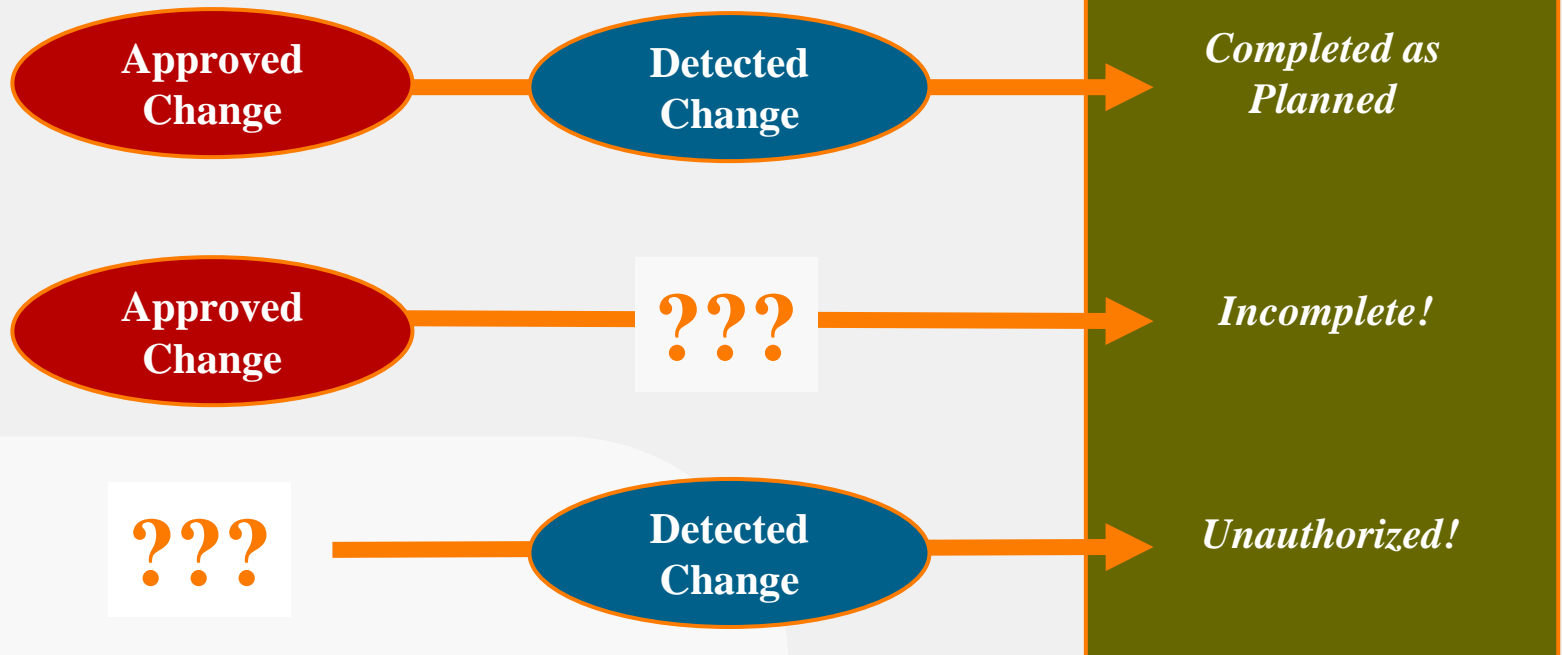 Approved
Change
Detected
Change
Completed as
Planned
Approved
Change
???
Incomplete!
???
Detected
Change
Unauthorized!